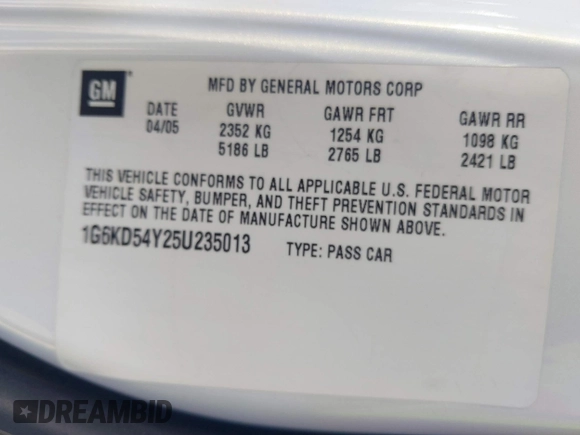 GM
MFD BY GENERAL MOTORS CORP
DATE GVWR GAWR FRT GAWR RR
04/05 2352 KG 1254 KG 1098 KG
5186 LB 2765 LB 2421 LB
THIS VEHICLE CONFORMS TO ALL APPLICABLE U.S. FEDERAL MOTOR
VEHICLE SAFETY, BUMPER, AND THEFT PREVENTION STANDARDS IN
EFFECT ON THE DATE OF MANUFACTURE SHOWN ABOVE.
1G6KD54Y25U235013 TYPE: PASS CAR
DREAMBID